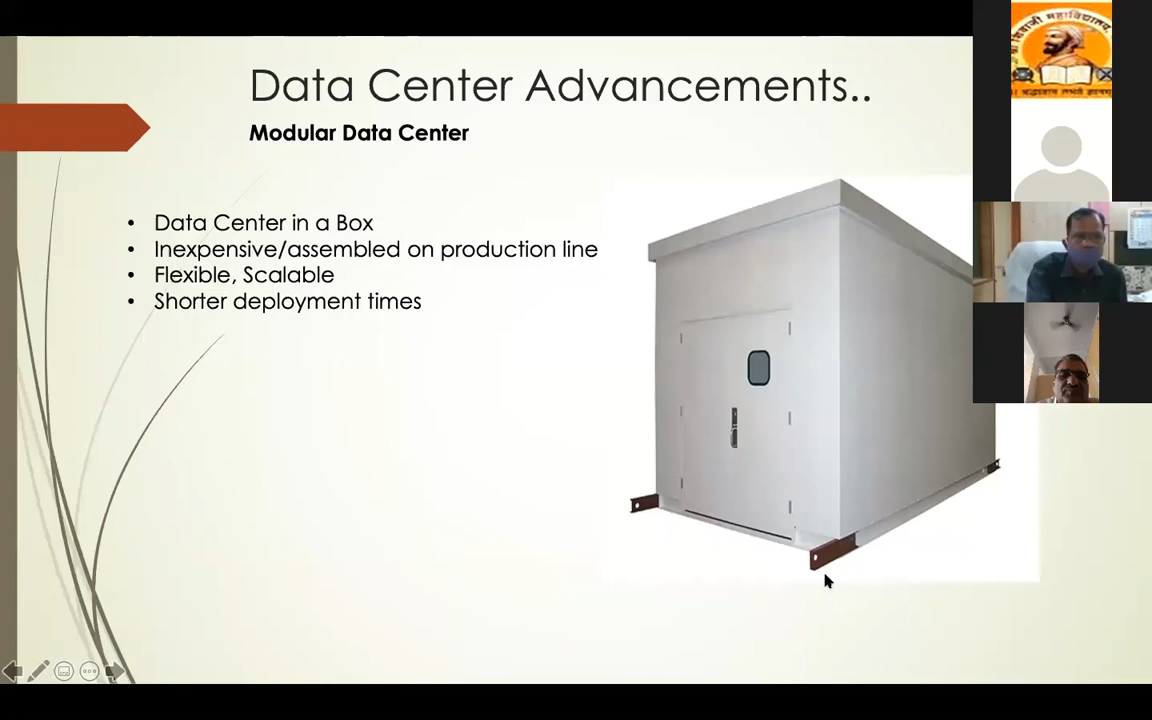 Data Center Advancements..
Modular Data Center
• Data Center in a Box
• Inexpensive/assembled on production line
• Flexible, Scalable
• Shorter deployment times